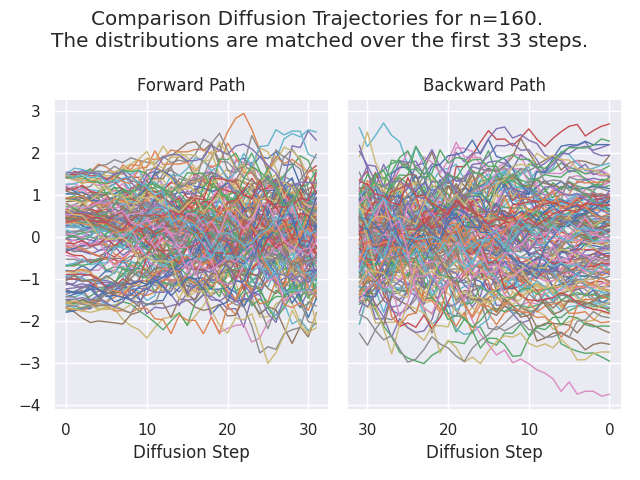 Comparison Diffusion Trajectories for n=160.
The distributions are matched over the first 33 steps.
Forward Path
Backward Path
3
2
1
0
−1
−2
−3
−4
0 10 20 30
30 20 10 0
Diffusion Step
Diffusion Step